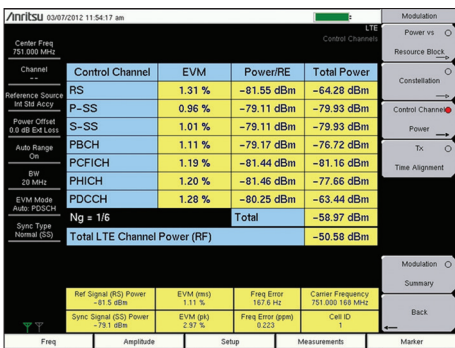 Anritsu 03/07/2012 11:54:17 am
Modulation
LTE
Control Channels
Center Freq
751.000 MHz
Channel
--
Reference Source
Int Std Accy
Power Offset
0.0 dB Ext Loss
Auto Range
On
BW
20 MHz
EVM Mode
Auto: PDSCH
Sync Type
Normal (SS)
Control Channel EVM Power/RE Total Power
RS 1.31 % -81.55 dBm -64.28 dBm
P-SS 0.96 % -79.11 dBm -79.93 dBm
S-SS 1.01 % -79.11 dBm -79.93 dBm
PBCH 1.11 % -79.17 dBm -76.72 dBm
PCFICH 1.19 % -81.44 dBm -81.16 dBm
PHICH 1.20 % -81.46 dBm -77.66 dBm
PDCCH 1.28 % -80.25 dBm -63.44 dBm
Ng = 1/6 Total -58.97 dBm
Total LTE Channel Power (RF) -50.58 dBm
Ref Signal (RS) Power
-81.5 dBm
EVM (rms)
1.11 %
Freq Error
167.6 Hz
Carrier Frequency
751.000 168 MHz
Sync Signal (SS) Power
-79.1 dBm
EVM (pk)
2.97 %
Freq Error (ppm)
0.223
Cell ID
1
Power vs
Resource Block
Constellation
Control Channel
Power
Tx
Time Alignment
Modulation
Summary
Back
Freq Amplitude Setup Measurements Marker